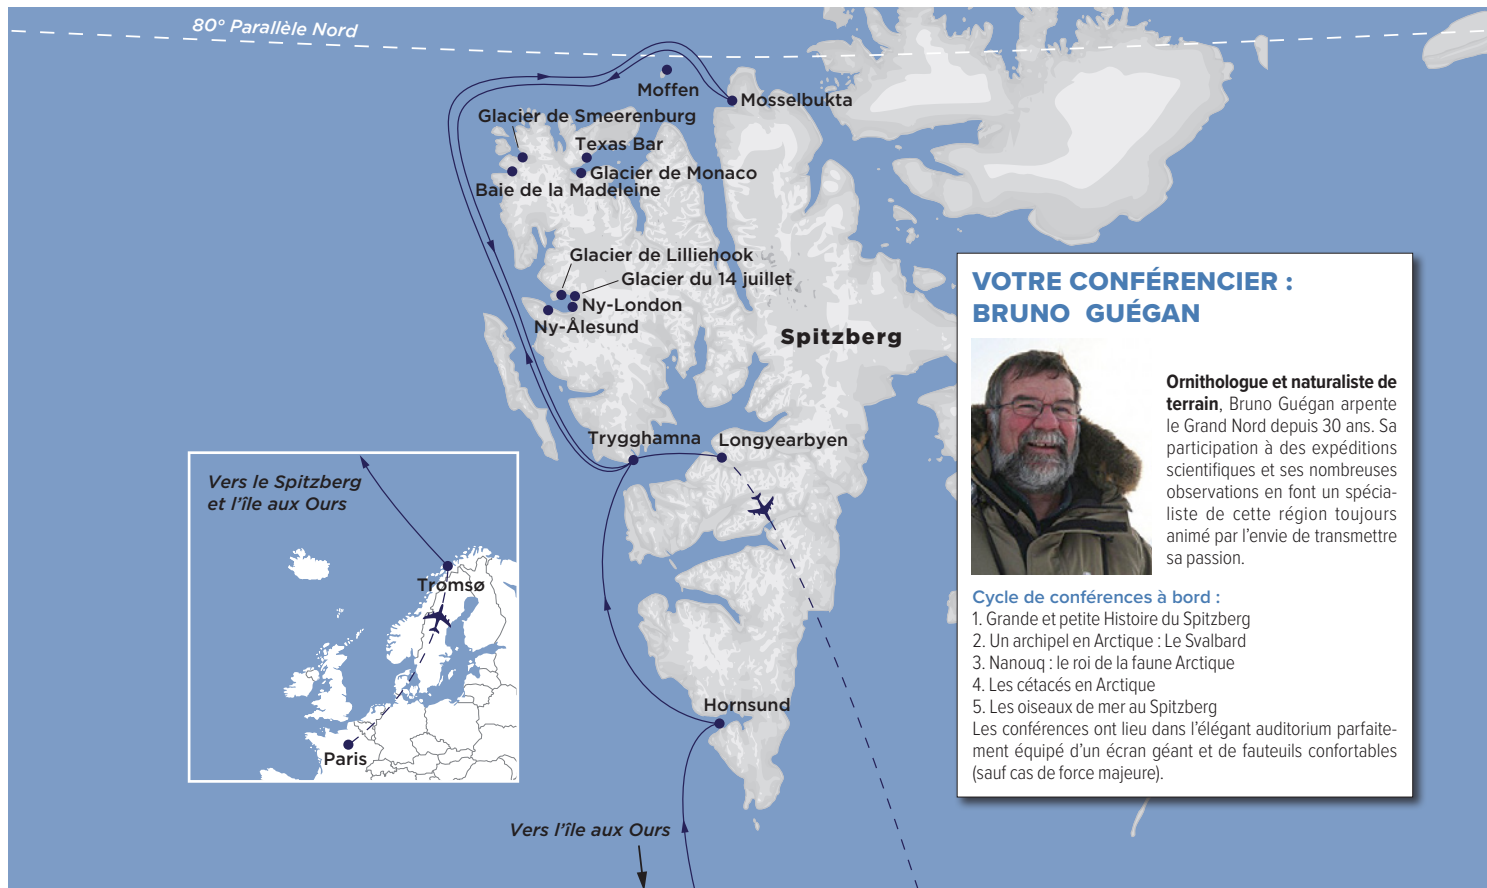 80° Parallèle Nord
Moffen
Mosselbukta
Glacier de Smeerenburg
Texas Bar
Glacier de Monaco
Baie de la Madeleine
Glacier de Lilliehook
Glacier du 14 juillet
Ny-London
Ny-Ålesund
Spitzberg
Trygghamna
Longyearbyen
Hornsund
Vers l'île aux Ours
Vers le Spitzberg
et l'île aux Ours
Tromsø
Paris
VOTRE CONFÉRENCIER :
BRUNO GUÉGAN
Ornithologue et naturaliste de
terrain, Bruno Guégan arpente
le Grand Nord depuis 30 ans. Sa
participation à des expéditions
scientifiques et ses nombreuses
observations en font un spécia-
liste de cette région toujours
animé par l'envie de transmettre
sa passion.
Cycle de conférences à bord :
1. Grande et petite Histoire du Spitzberg
2. Un archipel en Arctique : Le Svalbard
3. Nanouq : le roi de la faune Arctique
4. Les cétacés en Arctique
5. Les oiseaux de mer au Spitzberg
Les conférences ont lieu dans l'élégant auditorium parfaite-
ment équipé d'un écran géant et de fauteuils confortables
(sauf cas de force majeure).